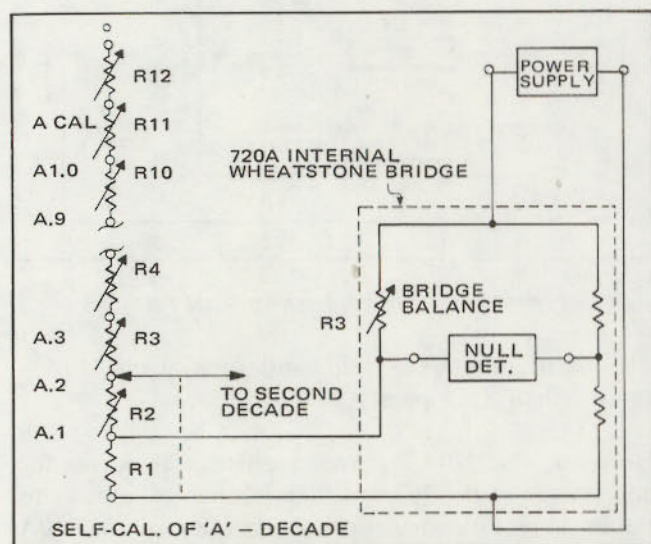 R12
A CAL
R11
A1.0
R10
A.9
R4
A.3
R3
A.2
A.1
R2
R1
TO SECOND
DECADE
POWER
SUPPLY
720A INTERNAL
WHEATSTONE BRIDGE
R3
BRIDGE
BALANCE
NULL
DET.
SELF-CAL. OF 'A' – DECADE